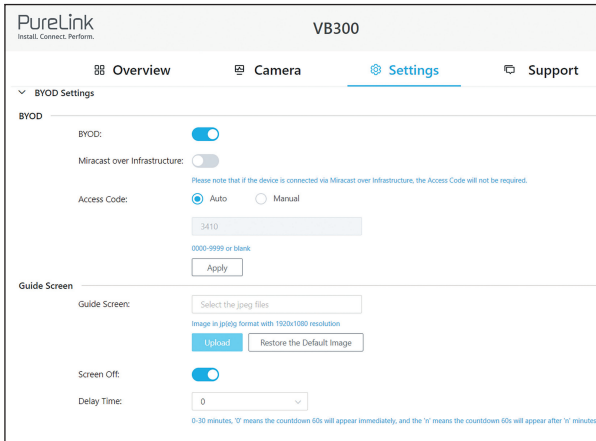 PureLink
Install. Connect. Perform.
VB300
Overview Camera Settings Support
BYOD Settings
BYOD
BYOD:
Miracast over Infrastructure:
Please note that if the device is connected via Miracast over Infrastructure, the Access Code will not be required.
Access Code: Auto Manual
3410
0000-9999 or blank
Apply
Guide Screen
Guide Screen: Select the jpeg files
Image in jp(e)g format with 1920x1080 resolution
Upload Restore the Default Image
Screen Off:
Delay Time: 0
0-30 minutes, '0' means the countdown 60s will appear immediately, and the 'n' means the countdown 60s will appear after 'n' minutes